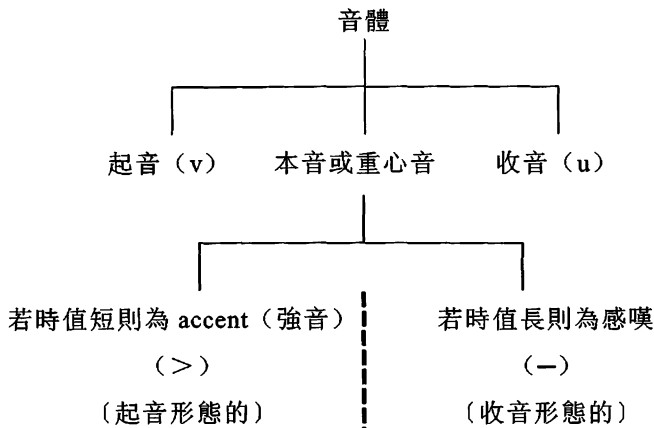 音體
起音（v） 本音或重心音 收音（u）
若時值短則為 accent（強音） 若時值長則為感嘆
（>） （—）
〔起音形態的〕 〔收音形態的〕